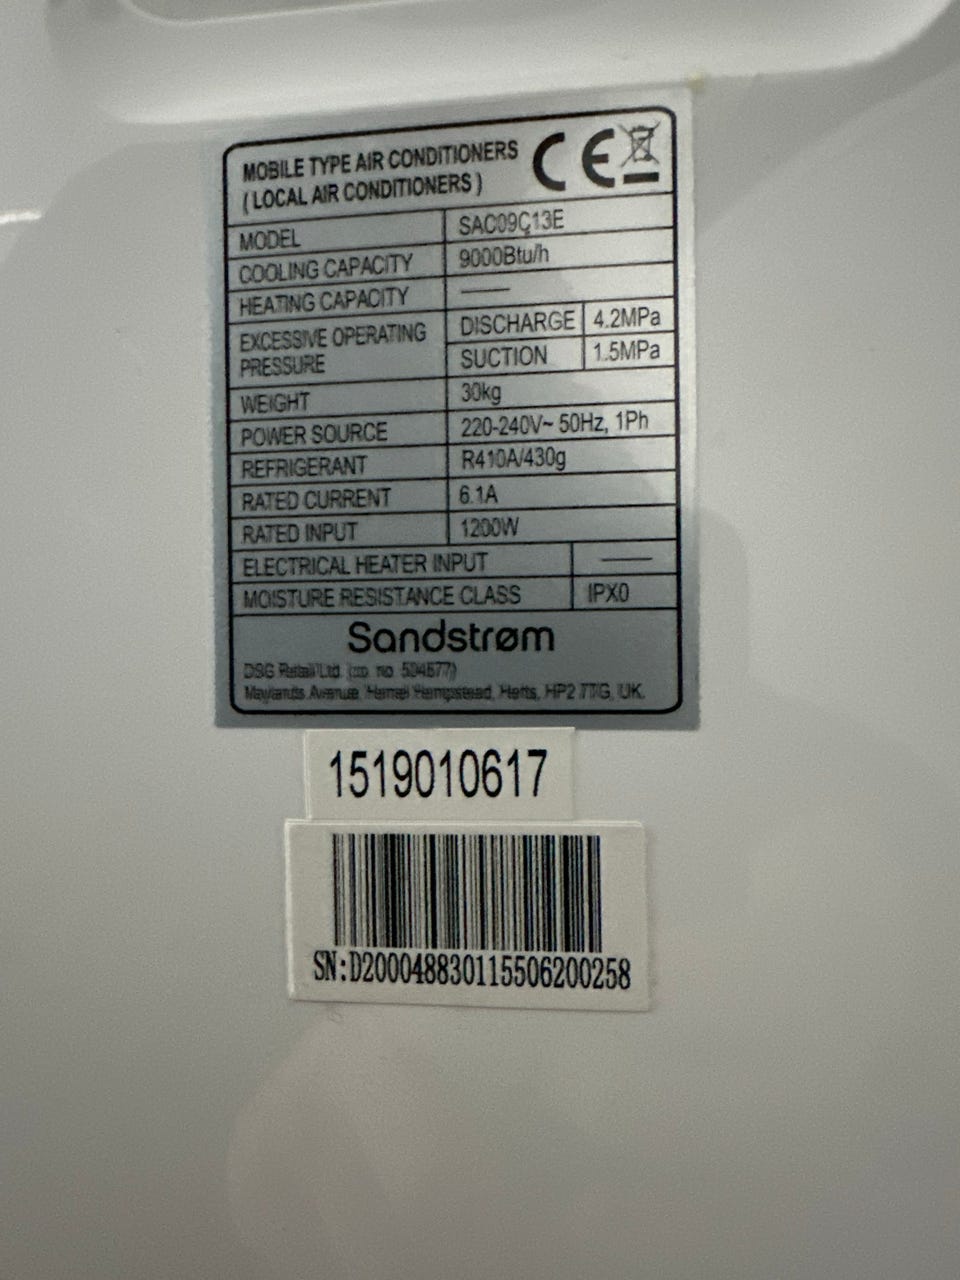 MOBILE TYPE AIR CONDITIONERS
( LOCAL AIR CONDITIONERS )
CE
MODEL SAC09C13E
COOLING CAPACITY 9000Btu/h
HEATING CAPACITY ——
EXCESSIVE OPERATING PRESSURE DISCHARGE 4.2MPa
SUCTION 1.5MPa
WEIGHT 30kg
POWER SOURCE 220-240V~ 50Hz, 1Ph
REFRIGERANT R410A/430g
RATED CURRENT 6.1A
RATED INPUT 1200W
ELECTRICAL HEATER INPUT ——
MOISTURE RESISTANCE CLASS IPX0
Sandstrøm
DSG Retail Ltd. (co. no. 504877)
Maylands Avenue, Hemel Hempstead, Herts, HP2 7TG, UK.
1519010617
SN:D200048830115506200258